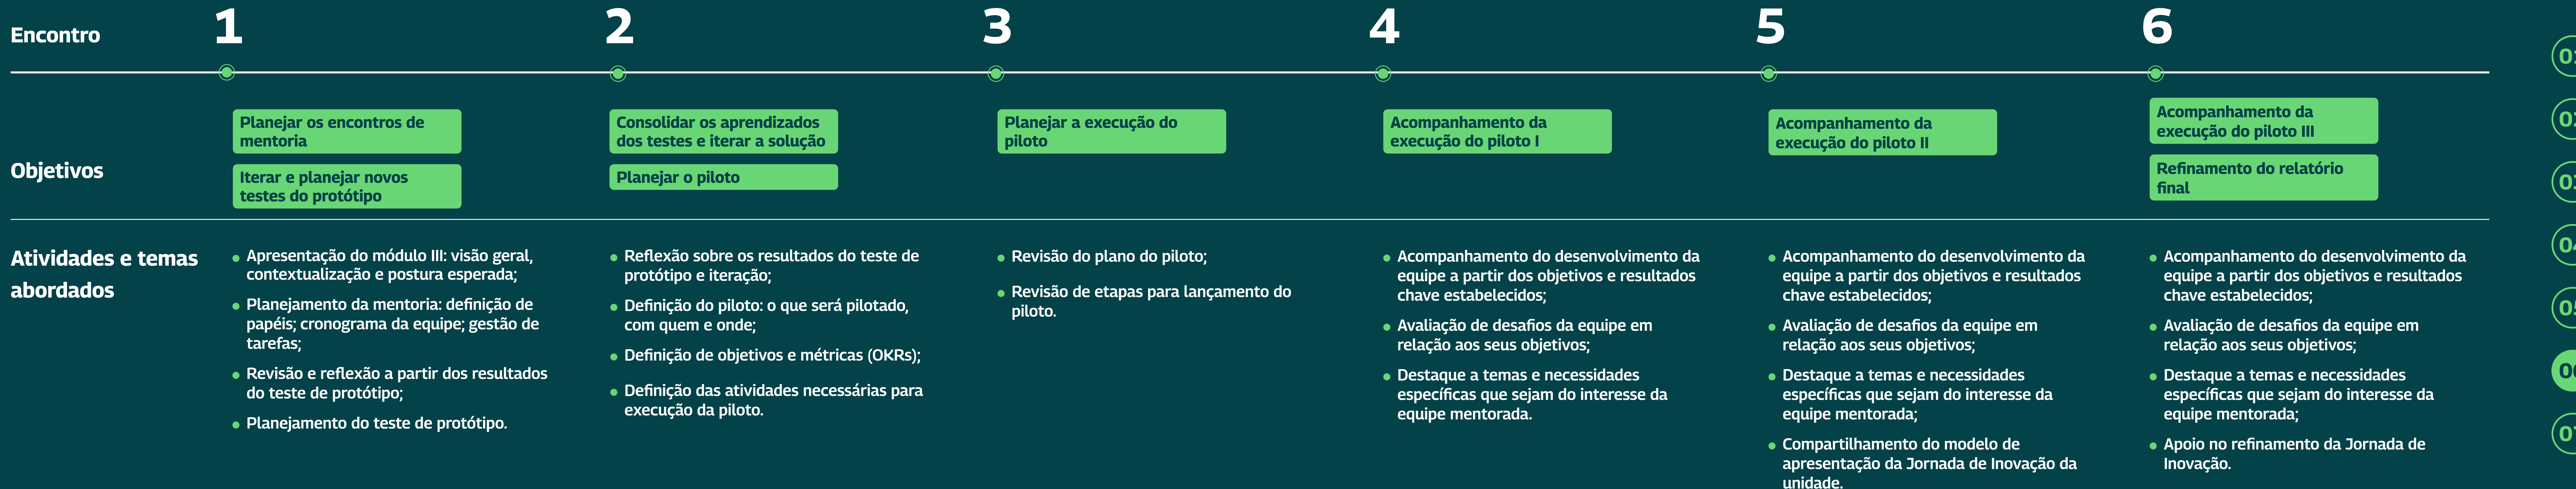 Encontro
1
2
3
4
5
6
Objetivos
Planejar os encontros de
mentoria
Iterar e planejar novos
testes do protótipo
Consolidar os aprendizados
dos testes e iterar a solução
Planejar o piloto
Planejar a execução do
piloto
Acompanhamento da
execução do piloto I
Acompanhamento da
execução do piloto II
Acompanhamento da
execução do piloto III
Refinamento do relatório
final
Atividades e temas
abordados
Apresentação do módulo III: visão geral,
contextualização e postura esperada;
Planejamento da mentoria: definição de
papéis; cronograma da equipe; gestão de
tarefas;
Revisão e reflexão a partir dos resultados
do teste de protótipo;
Planejamento do teste de protótipo.
Reflexão sobre os resultados do teste de
protótipo e iteração;
Definição do piloto: o que será pilotado,
com quem e onde;
Definição de objetivos e métricas (OKRs);
Definição das atividades necessárias para
execução da piloto.
Revisão do plano do piloto;
Revisão de etapas para lançamento do
piloto.
Acompanhamento do desenvolvimento da
equipe a partir dos objetivos e resultados
chave estabelecidos;
Avaliação de desafios da equipe em
relação aos seus objetivos;
Destaque a temas e necessidades
específicas que sejam do interesse da
equipe mentorada.
Acompanhamento do desenvolvimento da
equipe a partir dos objetivos e resultados
chave estabelecidos;
Avaliação de desafios da equipe em
relação aos seus objetivos;
Destaque a temas e necessidades
específicas que sejam do interesse da
equipe mentorada;
Compartilhamento do modelo de
apresentação da Jornada de Inovação da
unidade.
Acompanhamento do desenvolvimento da
equipe a partir dos objetivos e resultados
chave estabelecidos;
Avaliação de desafios da equipe em
relação aos seus objetivos;
Destaque a temas e necessidades
específicas que sejam do interesse da
equipe mentorada;
Apoio no refinamento da Jornada de
Inovação.